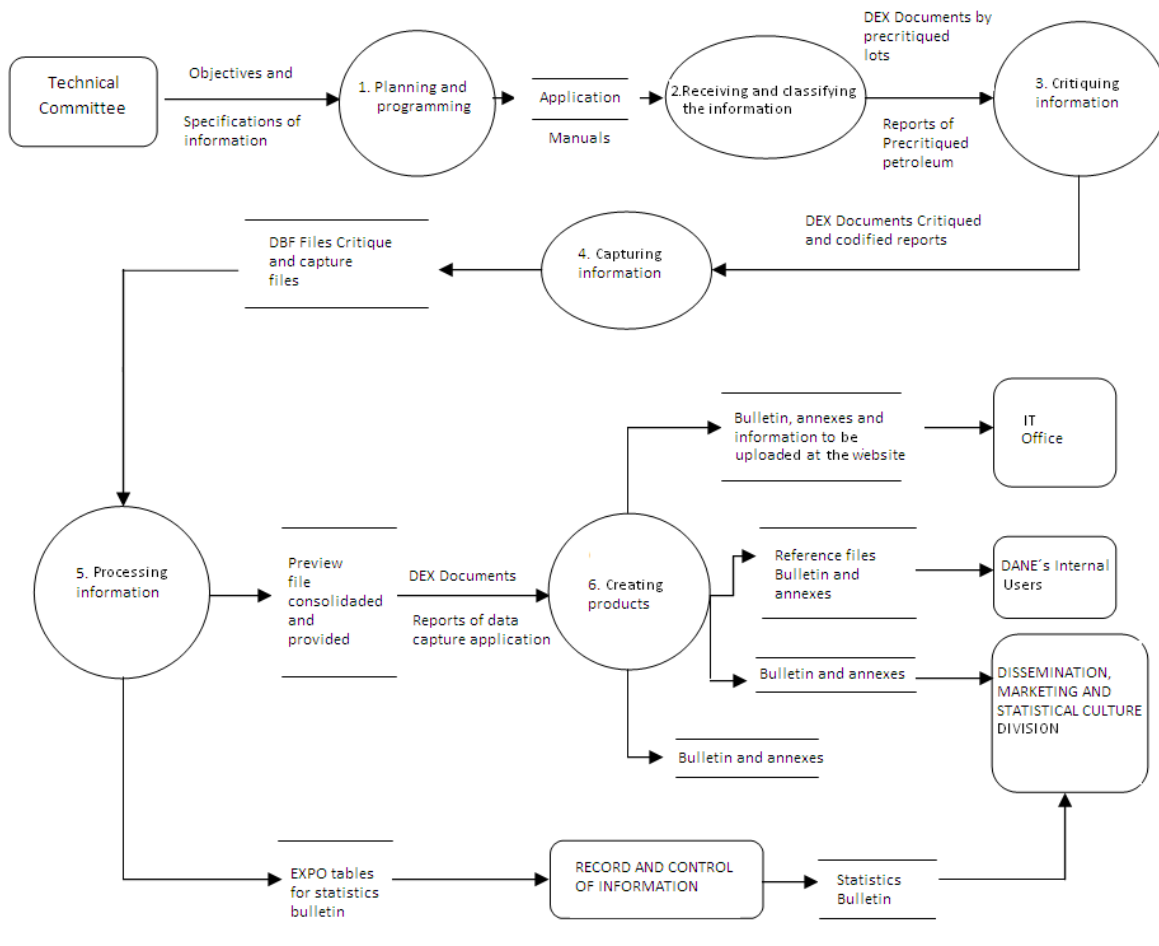 Technical
Committee
Objectives and
Specifications of
information
1. Planning and
programming
Application
Manuals
2.Receiving and classifying
the information
DEX Documents by
precritiqued
lots
Reports of
Precritiqued
petroleum
3. Critiquing
information
DEX Documents Critiqued
and codified reports
4. Capturing
information
DBF Files Critique
and capture
files
5. Processing
information
Preview
file
consolidaded
and
provided
DEX Documents
Reports of data
capture application
6. Creating
products
Bulletin, annexes and
information to be
uploaded at the website
IT
Office
Reference files
Bulletin and
annexes
DANE´s Internal
Users
Bulletin and annexes
DISSEMINATION,
MARKETING AND
STATISTICAL CULTURE
DIVISION
Bulletin and annexes
EXPO tables
for statistics
bulletin
RECORD AND CONTROL
OF INFORMATION
Statistics
Bulletin